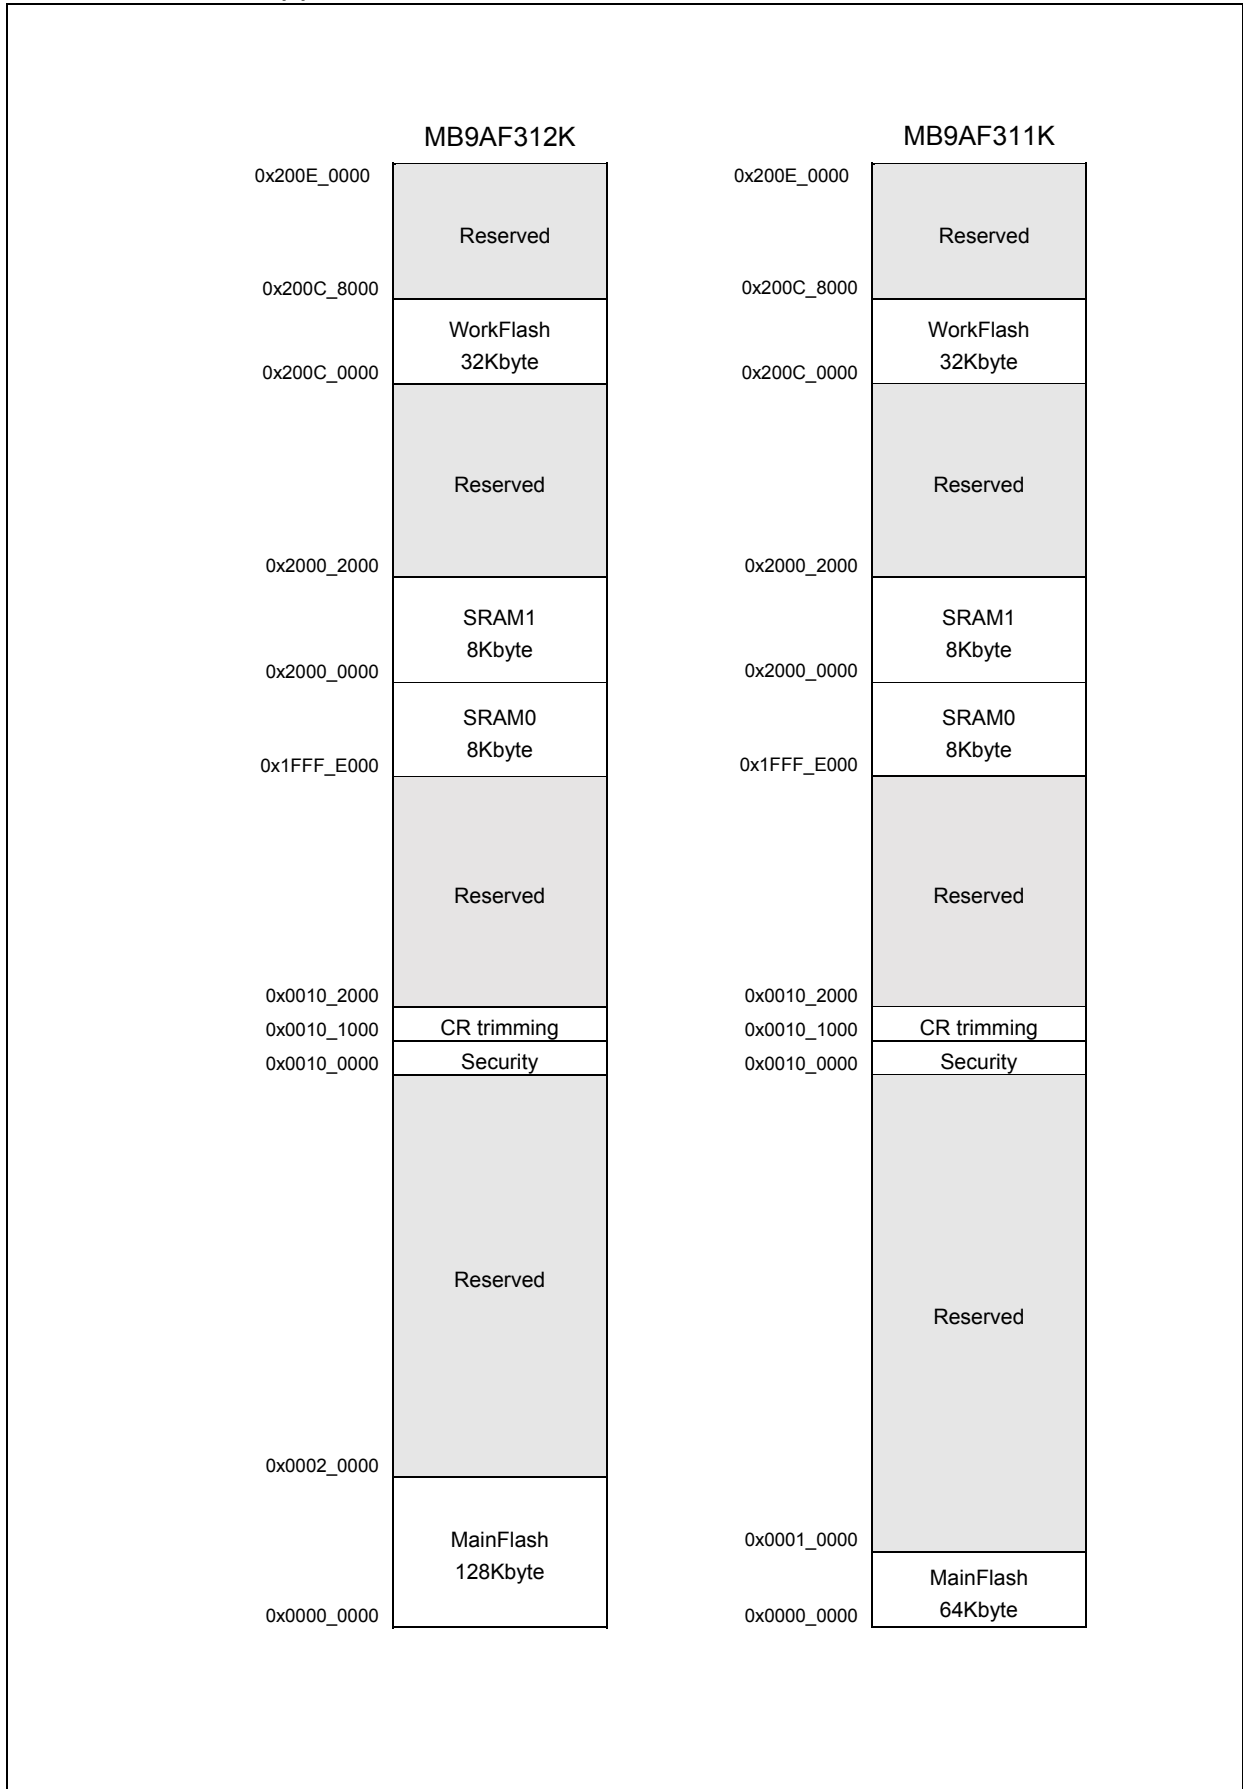 MB9AF312K
0x200E_0000
Reserved
0x200C_8000
WorkFlash
32Kbyte
0x200C_0000
Reserved
0x2000_2000
SRAM1
8Kbyte
0x2000_0000
SRAM0
8Kbyte
0x1FFF_E000
Reserved
0x0010_2000
CR trimming
0x0010_1000
Security
0x0010_0000
Reserved
0x0002_0000
MainFlash
128Kbyte
0x0000_0000
MB9AF311K
0x200E_0000
Reserved
0x200C_8000
WorkFlash
32Kbyte
0x200C_0000
Reserved
0x2000_2000
SRAM1
8Kbyte
0x2000_0000
SRAM0
8Kbyte
0x1FFF_E000
Reserved
0x0010_2000
CR trimming
0x0010_1000
Security
0x0010_0000
Reserved
0x0001_0000
MainFlash
64Kbyte
0x0000_0000